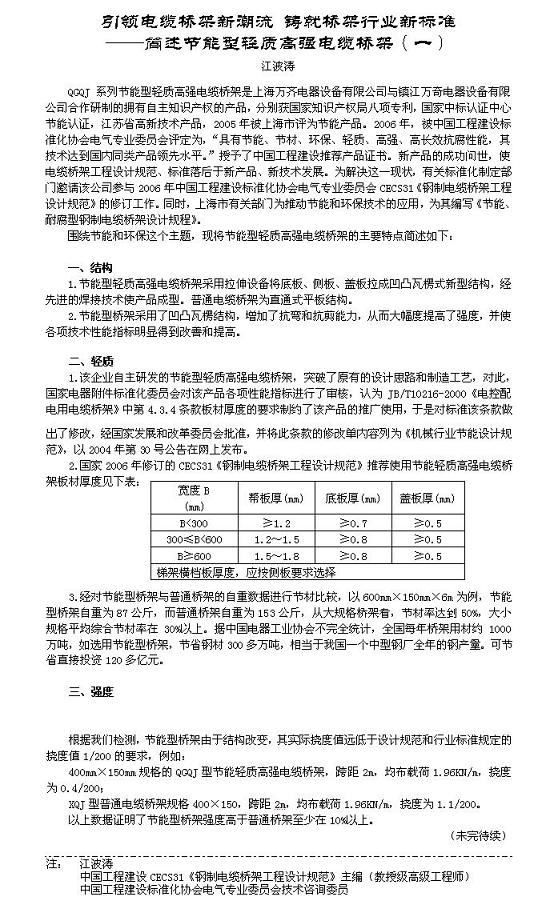 引领电缆桥架新潮流 铸就桥架行业新标准
——简述节能型轻质高强电缆桥架（一）
江波涛
QGQJ 系列节能型轻质高强电缆桥架是上海万齐电器设备有限公司与镇江万奇电器设备有限
公司合作研制的拥有自主知识产权的产品，分别获国家知识产权局八项专利，国家中标认证中心
节能认证，江苏省高新技术产品，2005 年被上海市评为节能产品。2006 年，被中国工程建设标
准化协会电气专业委员会评定为，“具有节能、节材、环保、轻质、高强、高长效抗腐性能，其
技术达到国内同类产品领先水平。”授予了中国工程建设推荐产品证书。新产品的成功问世，使
电缆桥架工程设计规范、标准落后于新产品、新技术发展。为解决这一现状，有关标准化制定部
门邀请该公司参与 2006 年中国工程建设标准化协会电气专业委员会 CECS31《钢制电缆桥架工程
设计规范》的修订工作。同时，上海市有关部门为推动节能和环保技术的应用，为其编写《节能、
耐腐型钢制电缆桥架设计规程》。
围绕节能和环保这个主题，现将节能型轻质高强电缆桥架的主要特点简述如下：
一、结构
1.节能型轻质高强电缆桥架采用拉伸设备将底板、侧板、盖板拉成凹凸瓦楞式新型结构，经
先进的焊接技术使产品成型。普通电缆桥架为直通式平板结构。
2.节能型桥架采用了凹凸瓦楞结构，增加了抗弯和抗剪能力，从而大幅度提高了强度，并使
各项技术性能指标明显得到改善和提高。
二、轻质
1.该企业自主研发的节能型轻质高强电缆桥架，突破了原有的设计思路和制造工艺，对此，
国家电器附件标准化委员会对该产品各项性能指标进行了审核，认为 JB/T10216-2000《电控配
电用电缆桥架》中第 4.3.4 条款板材厚度的要求制约了该产品的推广使用，于是对标准该条款做
出了修改，经国家发展和改革委员会批准，并将此条款的修改单内容列为《机械行业节能设计规
范》，以 2004 年第 30 号公告在网上发布。
2.国家 2006 年修订的 CECS31《钢制电缆桥架工程设计规范》推荐使用节能轻质高强电缆桥
架板材厚度见下表：
宽度 B (mm) 帮板厚(mm) 底板厚(mm) 盖板厚(mm)
B<300 ≥1.2 ≥0.7 ≥0.5
300≤B<600 1.2~1.5 ≥0.8 ≥0.5
B≥600 1.5~1.8 ≥0.8 ≥0.5
梯架横档板厚度，应按侧板要求选择
3.经对节能型桥架与普通桥架的自重数据进行节材比较，以 600mm×150mm×6m 为例，节能
型桥架自重为 87 公斤，而普通桥架自重为 153 公斤，从大规格桥架看，节材率达到 50%，大小
规格平均综合节材率在 30%以上。据中国电器工业协会不完全统计，全国每年桥架用材约 1000
万吨，如选用节能型桥架，节省钢材 300 多万吨，相当于我国一个中型钢厂全年的钢产量。可节
省直接投资 120 多亿元。
三、强度
根据我们检测，节能型桥架由于结构改变，其实际挠度值远低于设计规范和行业标准规定的
挠度值 1/200 的要求，例如：
400mm×150mm 规格的 QGQJ 型节能轻质高强电缆桥架，跨距 2m，均布载荷 1.96KN/m，挠度
为 0.4/200；
XQJ 型普通电缆桥架规格 400×150，跨距 2m，均布载荷 1.96KN/m，挠度为 1.1/200。
以上数据证明了节能型桥架强度高于普通桥架至少在 10%以上。
（未完待续）
注： 江波涛
中国工程建设 CECS31《钢制电缆桥架工程设计规范》主编（教授级高级工程师）
中国工程建设标准化协会电气专业委员会技术咨询委员